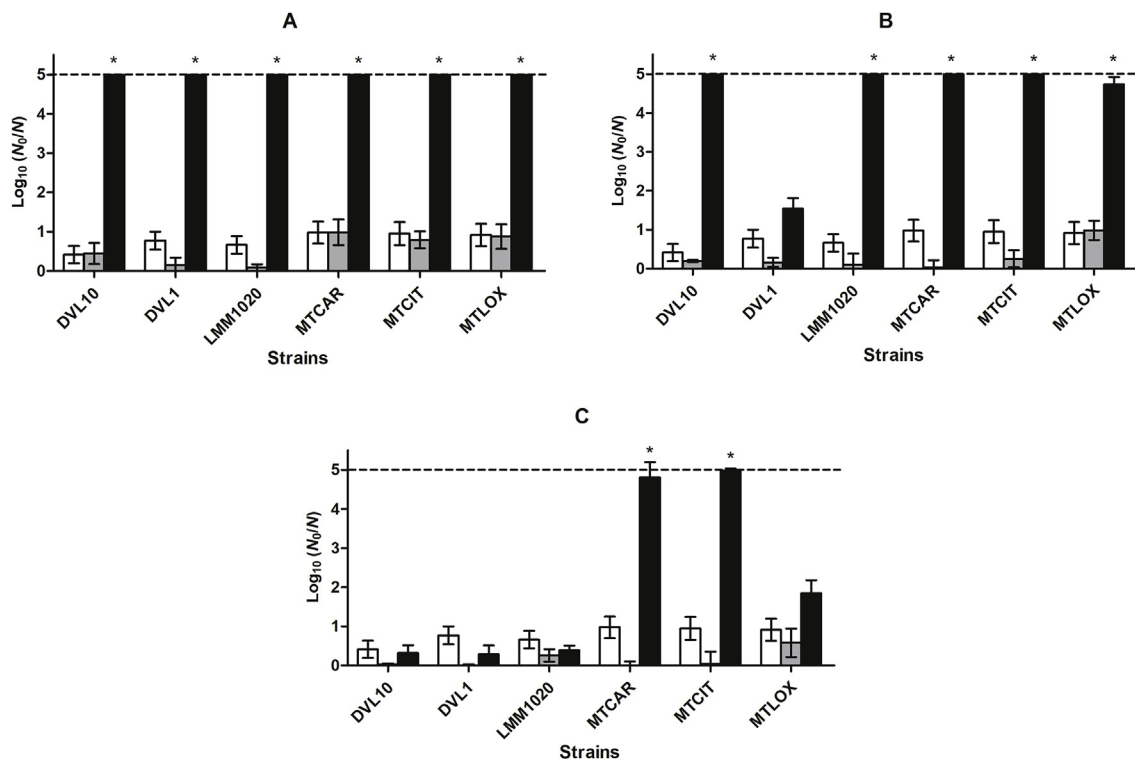 A
Log10 (N0/N)
5
4
3
2
1
0
* * * * * *
DVL10 DVL1 LMM1020 MTCAR MTCIT MTLOX
Strains
B
Log10 (N0/N)
5
4
3
2
1
0
* * * * *
DVL10 DVL1 LMM1020 MTCAR MTCIT MTLOX
Strains
C
Log10 (N0/N)
5
4
3
2
1
0
* *
DVL10 DVL1 LMM1020 MTCAR MTCIT MTLOX
Strains